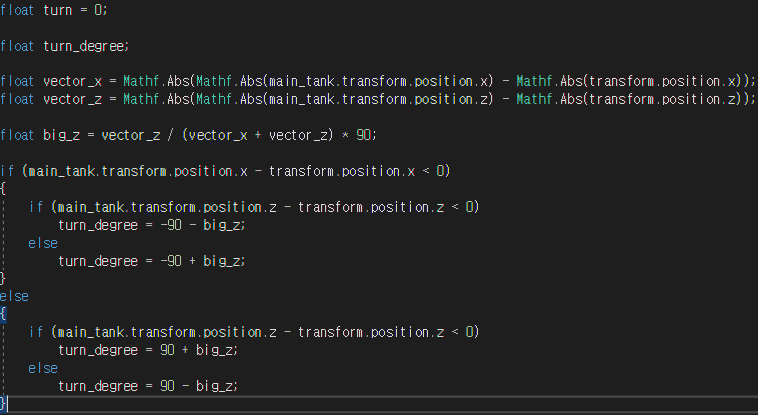 float turn = 0;
float turn_degree;
float vector_x = Mathf.Abs(Mathf.Abs(main_tank.transform.position.x) - Mathf.Abs(transform.position.x));
float vector_z = Mathf.Abs(Mathf.Abs(main_tank.transform.position.z) - Mathf.Abs(transform.position.z));
float big_z = vector_z / (vector_x + vector_z) * 90;
if (main_tank.transform.position.x - transform.position.x < 0)
{
    if (main_tank.transform.position.z - transform.position.z < 0)
        turn_degree = -90 - big_z;
    else
        turn_degree = -90 + big_z;
}
else
{
    if (main_tank.transform.position.z - transform.position.z < 0)
        turn_degree = 90 + big_z;
    else
        turn_degree = 90 - big_z;
}